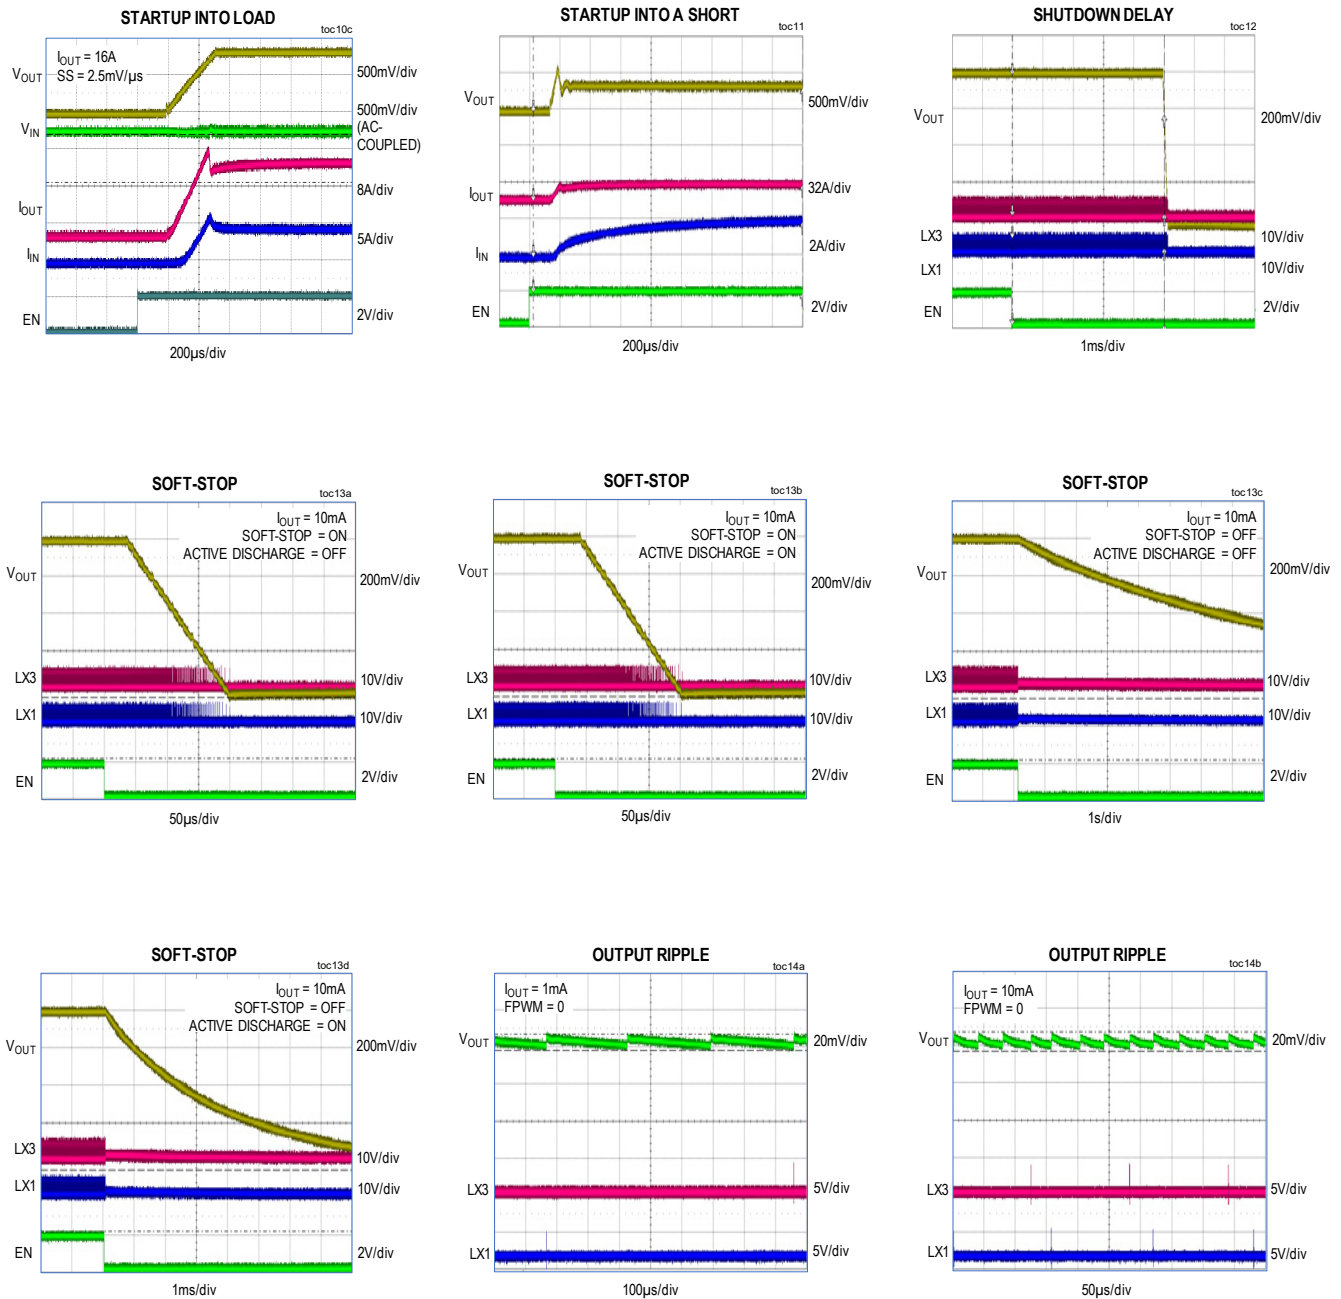 STARTUP INTO LOAD
toc10c
IOUT = 16A
SS = 2.5mV/µs
VOUT
500mV/div
500mV/div
VIN
(AC-
COUPLED)
8A/div
IOUT
5A/div
IIN
EN
2V/div
200µs/div
STARTUP INTO A SHORT
toc11
VOUT
500mV/div
IOUT
32A/div
IIN
2A/div
EN
2V/div
200µs/div
SHUTDOWN DELAY
toc12
VOUT
200mV/div
LX3
10V/div
LX1
10V/div
EN
2V/div
1ms/div
SOFT-STOP
toc13a
IOUT = 10mA
SOFT-STOP = ON
ACTIVE DISCHARGE = OFF
VOUT
200mV/div
LX3
10V/div
LX1
10V/div
EN
2V/div
50µs/div
SOFT-STOP
toc13b
IOUT = 10mA
SOFT-STOP = ON
ACTIVE DISCHARGE = ON
VOUT
200mV/div
LX3
10V/div
LX1
10V/div
EN
2V/div
50µs/div
SOFT-STOP
toc13c
IOUT = 10mA
SOFT-STOP = OFF
ACTIVE DISCHARGE = OFF
VOUT
200mV/div
LX3
10V/div
LX1
10V/div
EN
2V/div
1s/div
SOFT-STOP
toc13d
IOUT = 10mA
SOFT-STOP = OFF
ACTIVE DISCHARGE = ON
VOUT
200mV/div
LX3
10V/div
LX1
10V/div
EN
2V/div
1ms/div
OUTPUT RIPPLE
toc14a
IOUT = 1mA
FPWM = 0
VOUT
20mV/div
LX3
5V/div
LX1
5V/div
100µs/div
OUTPUT RIPPLE
toc14b
IOUT = 10mA
FPWM = 0
VOUT
20mV/div
LX3
5V/div
LX1
5V/div
50µs/div